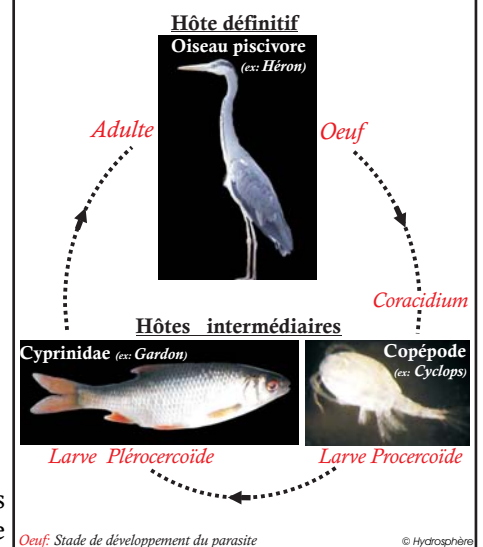 Hôte définitif
Oiseau piscivore
(ex: Héron)
Adulte
Oeuf
Coracidium
Hôtes intermédiaires
Cyprinidae (ex: Gardon)
Copépode
(ex: Cyclops)
Larve Plérocercoïde
Larve Procercoïde
s
e
Oeuf: Stade de développement du parasite
© Hydrosphère